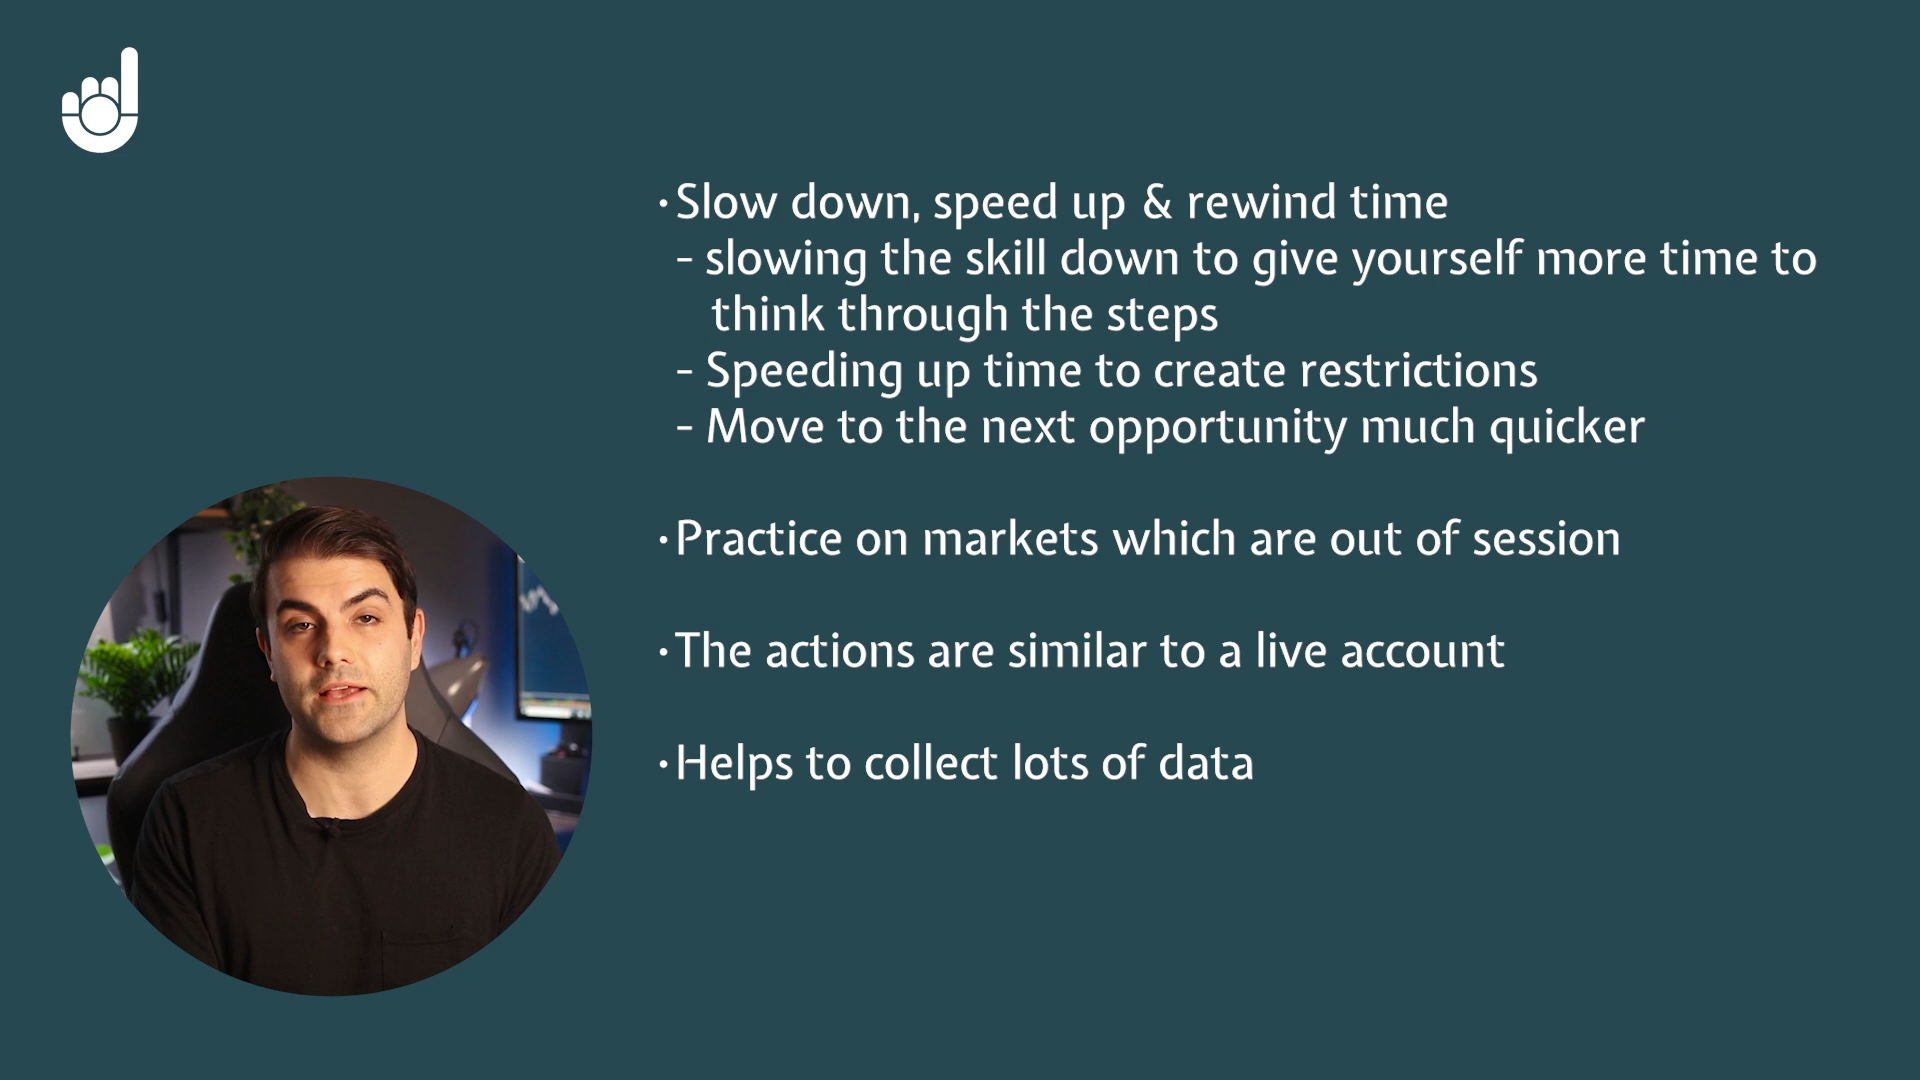 ·Slow down, speed up & rewind time
- slowing the skill down to give yourself more time to
think through the steps
- Speeding up time to create restrictions
- Move to the next opportunity much quicker
·Practice on markets which are out of session
·The actions are similar to a live account
·Helps to collect lots of data